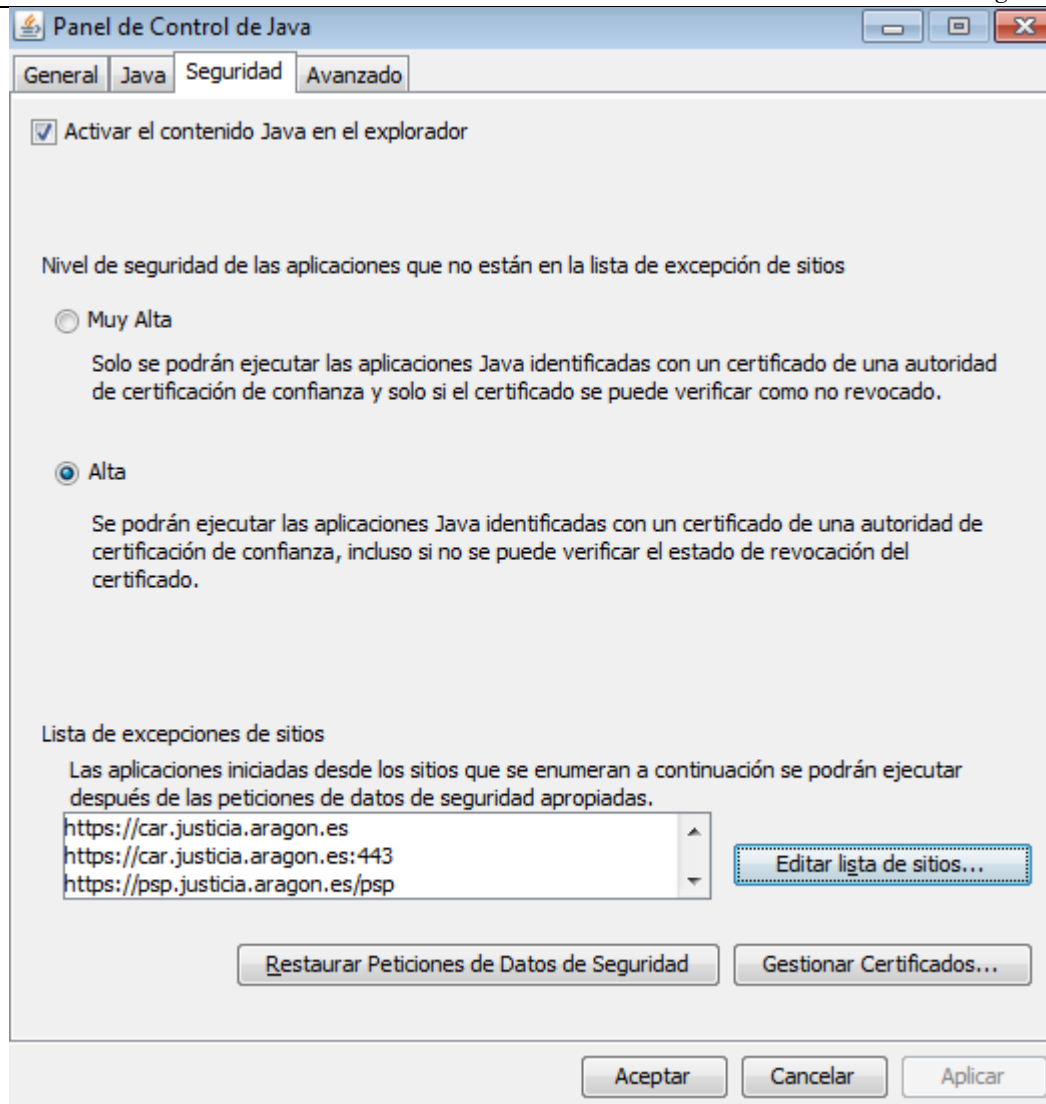 Panel de Control de Java
General Java Seguridad Avanzado
Activar el contenido Java en el explorador
Nivel de seguridad de las aplicaciones que no están en la lista de excepción de sitios
Muy Alta
Solo se podrán ejecutar las aplicaciones Java identificadas con un certificado de una autoridad
de certificación de confianza y solo si el certificado se puede verificar como no revocado.
Alta
Se podrán ejecutar las aplicaciones Java identificadas con un certificado de una autoridad de
certificación de confianza, incluso si no se puede verificar el estado de revocación del
certificado.
Lista de excepciones de sitios
Las aplicaciones iniciadas desde los sitios que se enumeran a continuación se podrán ejecutar
después de las peticiones de datos de seguridad apropiadas.
https://car.justicia.aragon.es
https://car.justicia.aragon.es:443
https://psp.justicia.aragon.es/psp
Editar lista de sitios...
Restaurar Peticiones de Datos de Seguridad Gestionar Certificados...
Aceptar Cancelar Aplicar